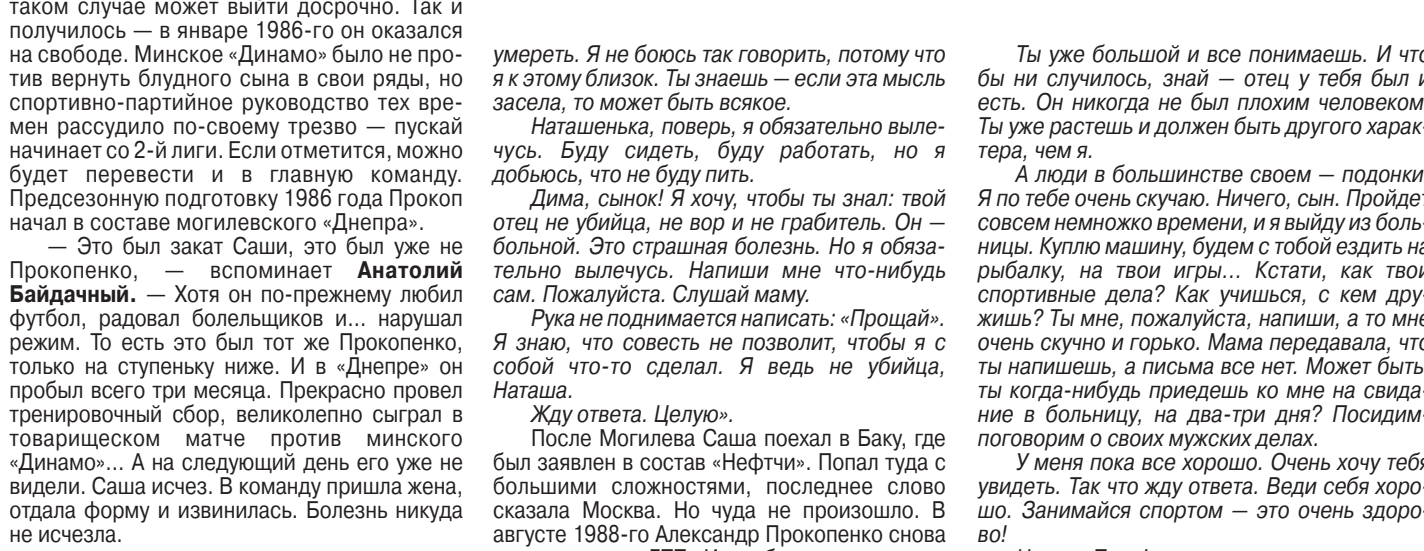 таком случае может выйти досрочно. Так и
получилось — в январе 1986-го он оказался
на свободе. Минское «Динамо» было не про-
тив вернуть блудного сына в свои ряды, но
спортивно-партийное руководство тех вре-
мен рассудило по-своему трезво — пускай
начинает со 2-й лиги. Если отметится, можно
будет перевести и в главную команду.
Предсезонную подготовку 1986 года Прокоп
начал в составе могилевского «Днепра».
— Это был закат Саши, это был уже не
Прокопенко, — вспоминает Анатолий
Байдачный. — Хотя он по-прежнему любил
футбол, радовал болельщиков и... нарушал
режим. То есть это был тот же Прокопенко,
только на ступеньку ниже. И в «Днепре» он
пробыл всего три месяца. Прекрасно провел
тренировочный сбор, великолепно сыграл в
товарищеском матче против минского
«Динамо»... А на следующий день его уже не
видели. Саша исчез. В команду пришла жена,
отдала форму и извинилась. Болезнь никуда
не исчезла.
умереть. Я не боюсь так говорить, потому что
я к этому близок. Ты знаешь — если эта мысль
засела, то может быть всякое.
Наташенька, поверь, я обязательно выле-
чусь. Буду сидеть, буду работать, но я
добьюсь, что не буду пить.
Дима, сынок! Я хочу, чтобы ты знал: твой
отец не убийца, не вор и не грабитель. Он —
больной. Это страшная болезнь. Но я обяза-
тельно вылечусь. Напиши мне что-нибудь
сам. Пожалуйста. Слушай маму.
Рука не поднимается написать: «Прощай».
Я знаю, что совесть не позволит, чтобы я с
собой что-то сделал. Я ведь не убийца,
Наташа.
Жду ответа. Целую».
После Могилева Саша поехал в Баку, где
был заявлен в состав «Нефтчи». Попал туда с
большими сложностями, последнее слово
сказала Москва. Но чуда не произошло. В
августе 1988-го Александр Прокопенко снова
Ты уже большой и все понимаешь. И что
бы ни случилось, знай — отец у тебя был и
есть. Он никогда не был плохим человеком.
Ты уже растешь и должен быть другого харак-
тера, чем я.
А люди в большинстве своем — подонки.
Я по тебе очень скучаю. Ничего, сын. Пройдет
совсем немножко времени, и я выйду из боль-
ницы. Куплю машину, будем с тобой ездить на
рыбалку, на твои игры... Кстати, как твои
спортивные дела? Как учишься, с кем дру-
жишь? Ты мне, пожалуйста, напиши, а то мне
очень скучно и горько. Мама передавала, что
ты напишешь, а письма все нет. Может быть,
ты когда-нибудь приедешь ко мне на свида-
ние в больницу, на два-три дня? Посидим-
поговорим о своих мужских делах.
У меня пока все хорошо. Очень хочу тебя
увидеть. Так что жду ответа. Веди себя хоро-
шо. Занимайся спортом — это очень здоро-
во!